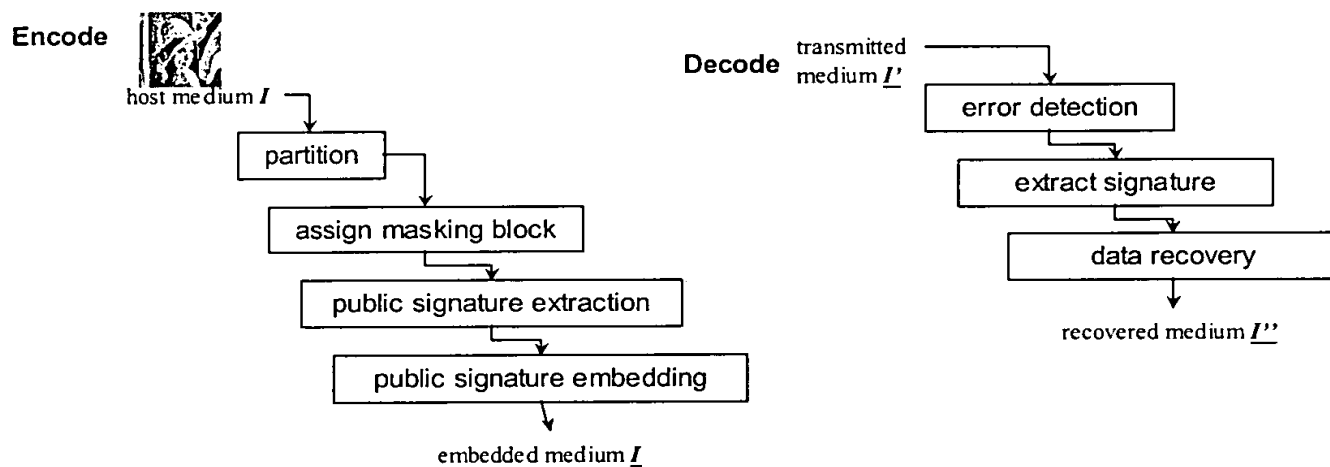 Encode
host medium I
partition
assign masking block
public signature extraction
public signature embedding
embedded medium I
Decode
transmitted
medium I'
error detection
extract signature
data recovery
recovered medium I''